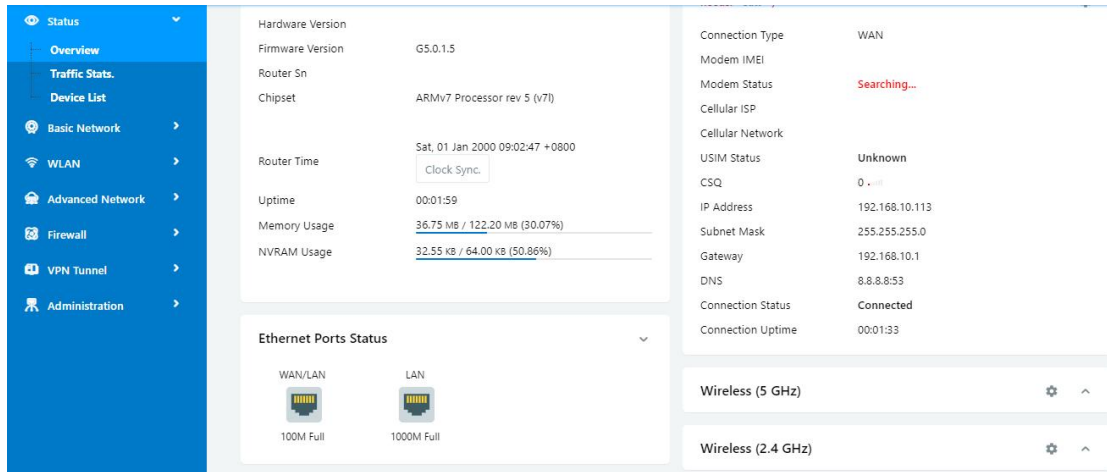 Status
Overview
Traffic Stats.
Device List
Basic Network
WLAN
Advanced Network
Firewall
VPN Tunnel
Administration
Hardware Version
Firmware Version G5.0.1.5
Router Sn
Chipset ARMv7 Processor rev 5 (v7l)
Router Time Sat, 01 Jan 2000 09:02:47 +0800
Clock Sync.
Uptime 00:01:59
Memory Usage 36.75 MB / 122.20 MB (30.07%)
NVRAM Usage 32.55 KB / 64.00 KB (50.86%)
Ethernet Ports Status
WAN/LAN LAN
100M Full 1000M Full
Connection Type WAN
Modem IMEI
Modem Status Searching...
Cellular ISP
Cellular Network
USIM Status Unknown
CSQ 0
IP Address 192.168.10.113
Subnet Mask 255.255.255.0
Gateway 192.168.10.1
DNS 8.8.8.8:53
Connection Status Connected
Connection Uptime 00:01:33
Wireless (5 GHz)
Wireless (2.4 GHz)